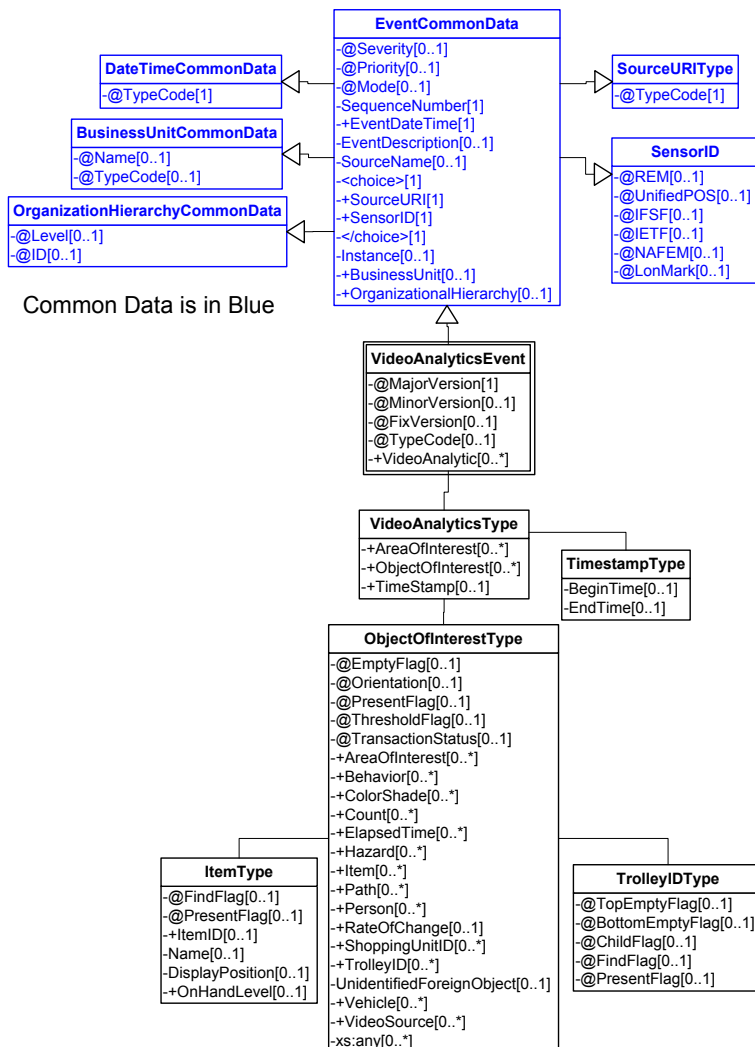 EventCommonData
-@Severity[0..1]
-@Priority[0..1]
-@Mode[0..1]
-SequenceNumber[1]
-+EventDateTime[1]
-EventDescription[0..1]
-SourceName[0..1]
-<choice>[1]
-+SourceURI[1]
-+SensorID[1]
-</choice>[1]
-Instance[0..1]
-+BusinessUnit[0..1]
-+OrganizationalHierarchy[0..1]
DateTimeCommonData
-@TypeCode[1]
BusinessUnitCommonData
-@Name[0..1]
-@TypeCode[0..1]
OrganizationHierarchyCommonData
-@Level[0..1]
-@ID[0..1]
SourceURIType
-@TypeCode[1]
SensorID
-@REM[0..1]
-@UnifiedPOS[0..1]
-@IFSF[0..1]
-@IETF[0..1]
-@NAFEM[0..1]
-@LonMark[0..1]
Common Data is in Blue
VideoAnalyticsEvent
-@MajorVersion[1]
-@MinorVersion[0..1]
-@FixVersion[0..1]
-@TypeCode[0..1]
-+VideoAnalytic[0..*]
VideoAnalyticsType
-+AreaOfInterest[0..*]
-+ObjectOfInterest[0..*]
-+TimeStamp[0..1]
TimestampType
-BeginTime[0..1]
-EndTime[0..1]
ObjectOfInterestType
-@EmptyFlag[0..1]
-@Orientation[0..1]
-@PresentFlag[0..1]
-@ThresholdFlag[0..1]
-@TransactionStatus[0..1]
-+AreaOfInterest[0..*]
-+Behavior[0..*]
-+ColorShade[0..*]
-+Count[0..*]
-+ElapsedTime[0..*]
-+Hazard[0..*]
-+Item[0..*]
-+Path[0..*]
-+Person[0..*]
-+RateOfChange[0..1]
-+ShoppingUnitID[0..*]
-+TrolleyID[0..*]
-UnidentifiedForeignObject[0..1]
-+Vehicle[0..*]
-+VideoSource[0..*]
-xs:any[0..*]
ItemType
-@FindFlag[0..1]
-@PresentFlag[0..1]
-+ItemID[0..1]
-Name[0..1]
-DisplayPosition[0..1]
-+OnHandLevel[0..1]
TrolleyIDType
-@TopEmptyFlag[0..1]
-@BottomEmptyFlag[0..1]
-@ChildFlag[0..1]
-@FindFlag[0..1]
-@PresentFlag[0..1]